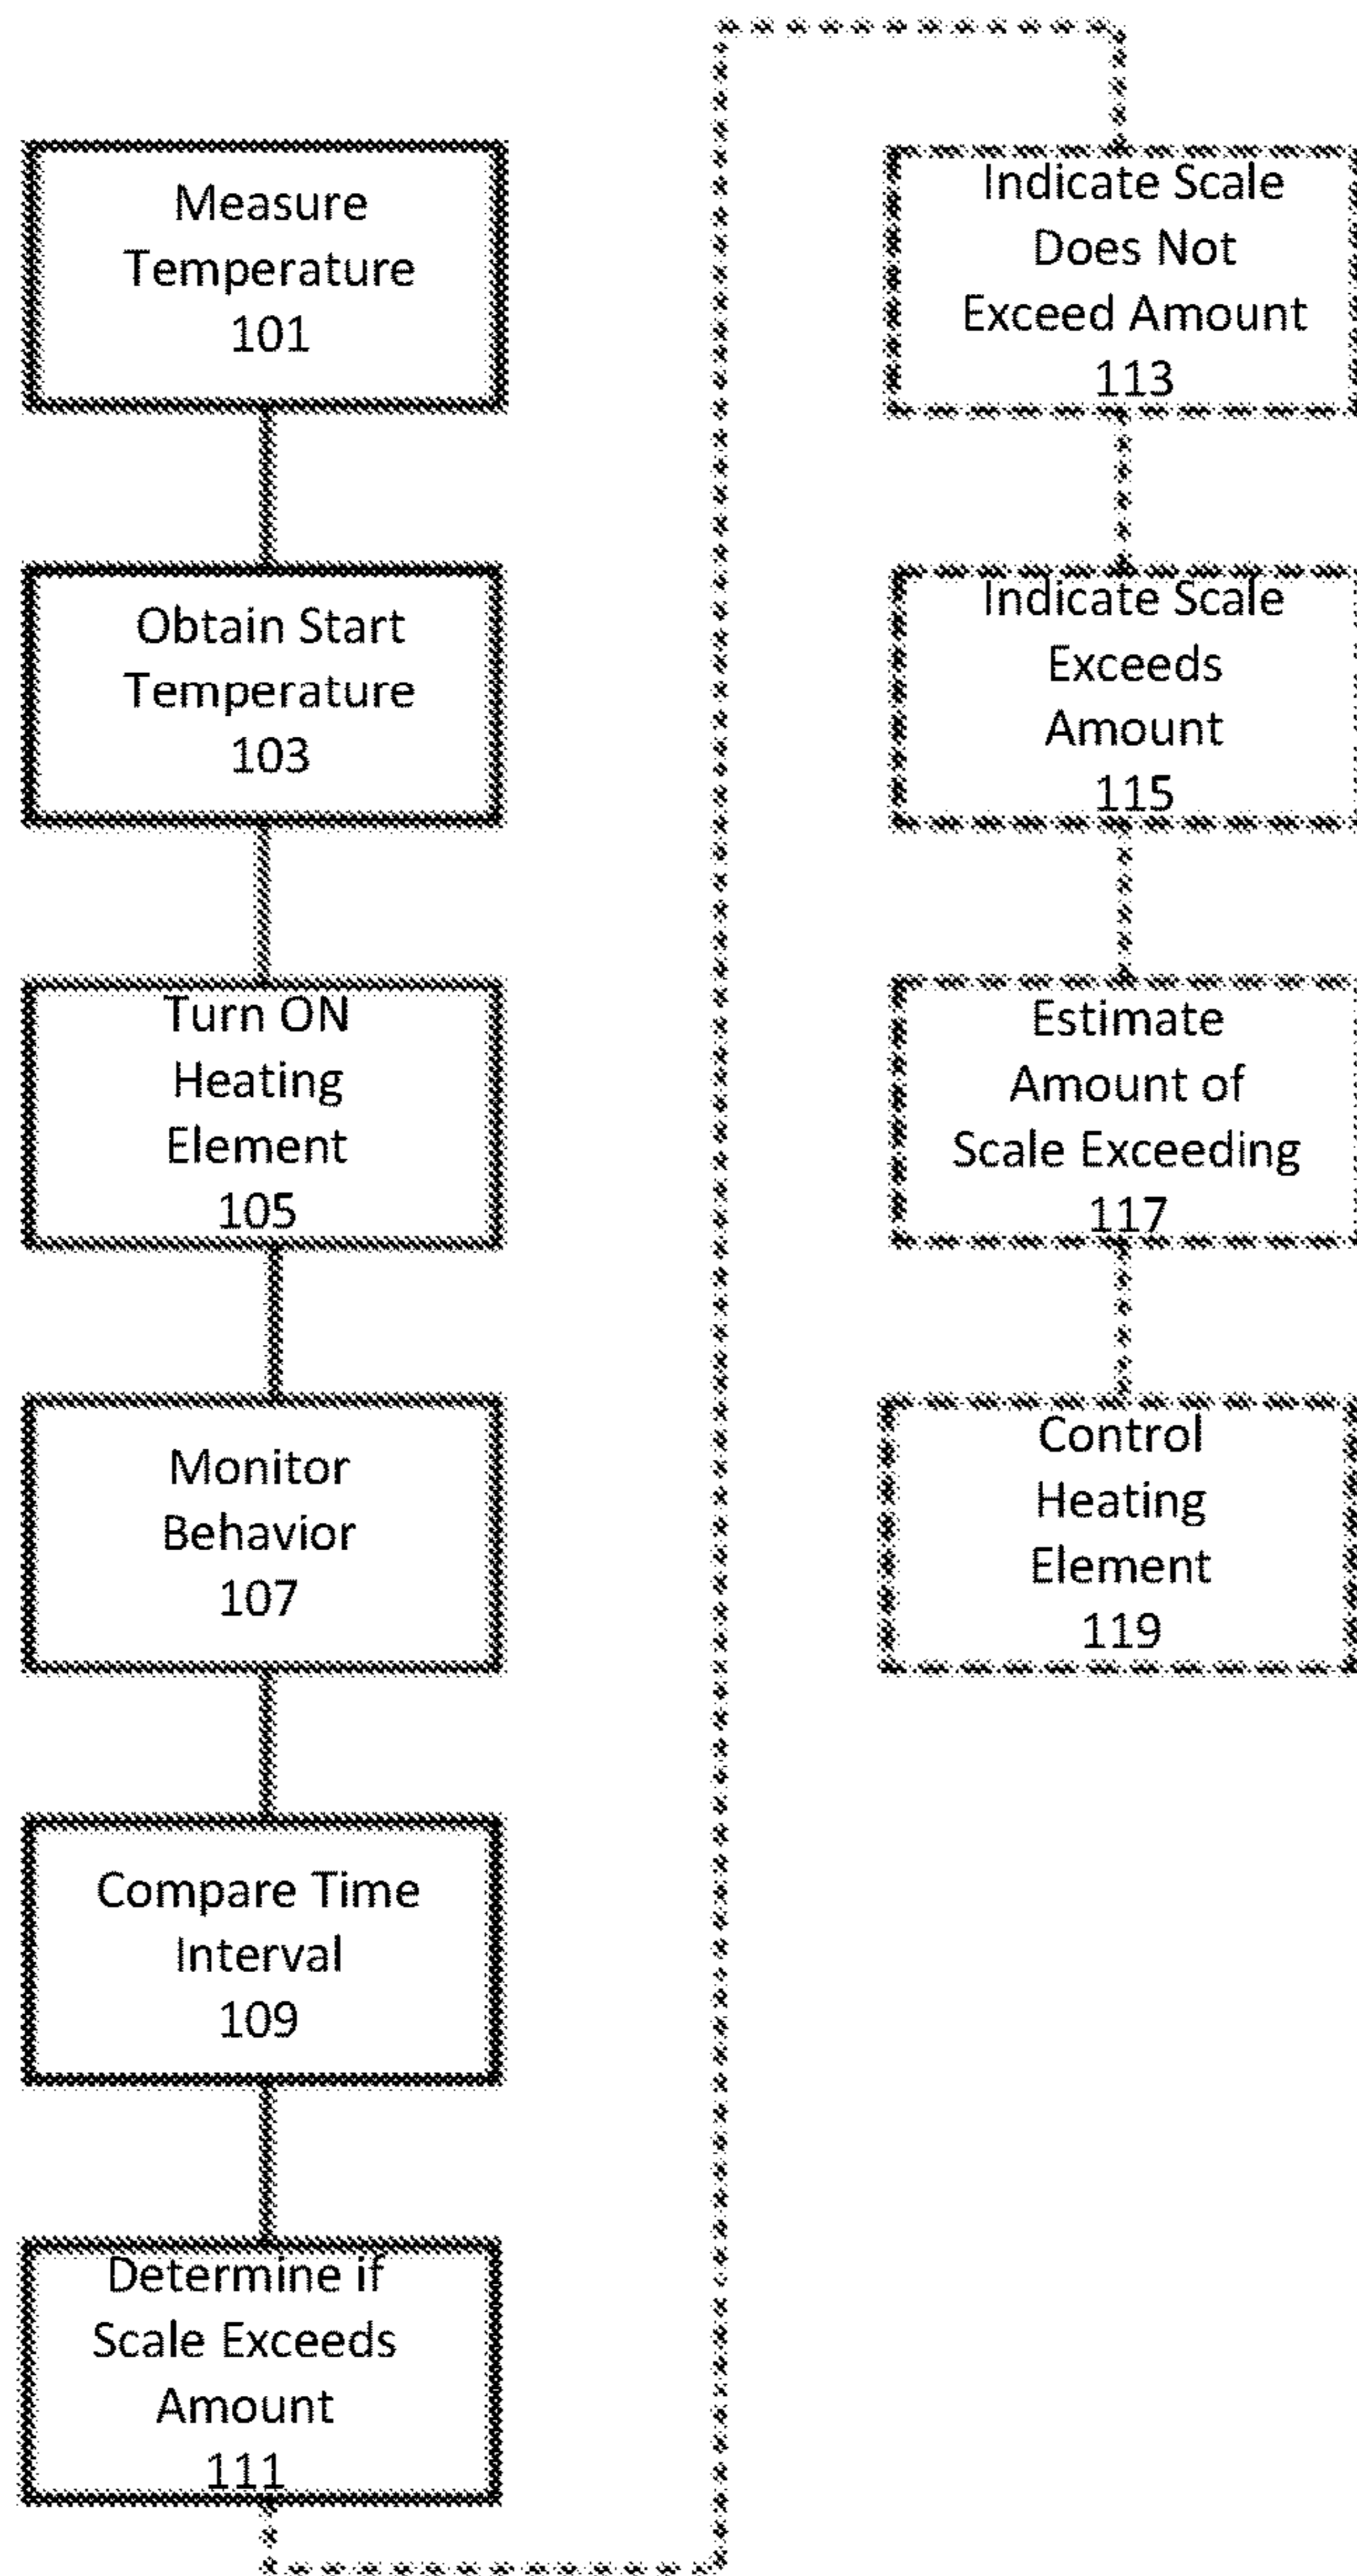 Measure
Temperature
101
Obtain Start
Temperature
103
Turn ON
Heating
Element
105
Monitor
Behavior
107
Compare Time
Interval
109
Determine if
Scale Exceeds
Amount
111
Indicate Scale
Does Not
Exceed Amount
113
Indicate Scale
Exceeds
Amount
115
Estimate
Amount of
Scale Exceeding
117
Control
Heating
Element
119